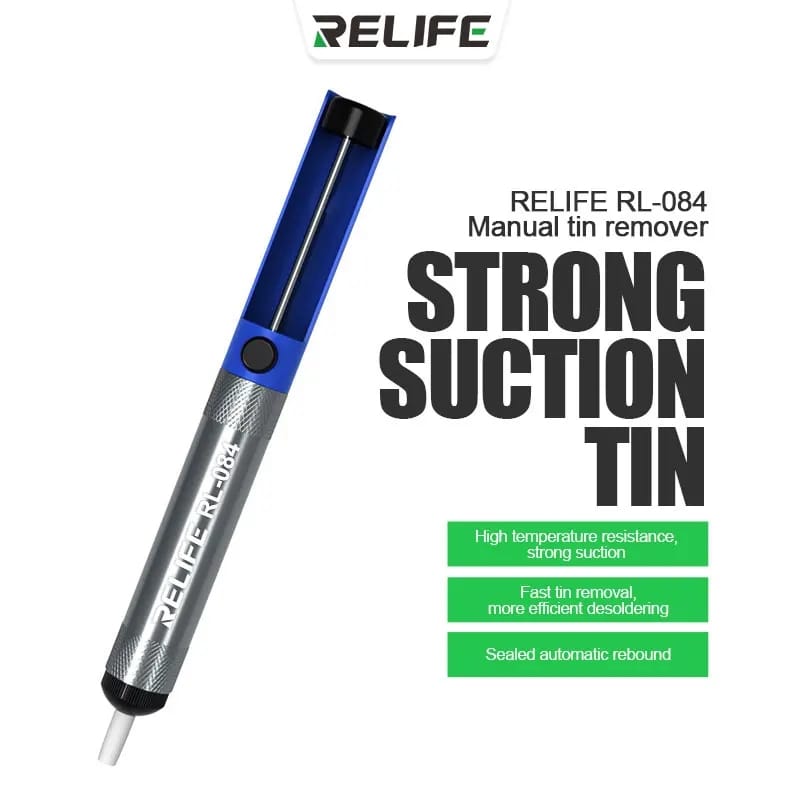 RELIFE
RELIFE RL-084
Manual tin remover
STRONG
SUCTION
TIN
High temperature resistance,
strong suction
Fast tin removal,
more efficient desoldering
Sealed automatic rebound
RELIFE RL-084